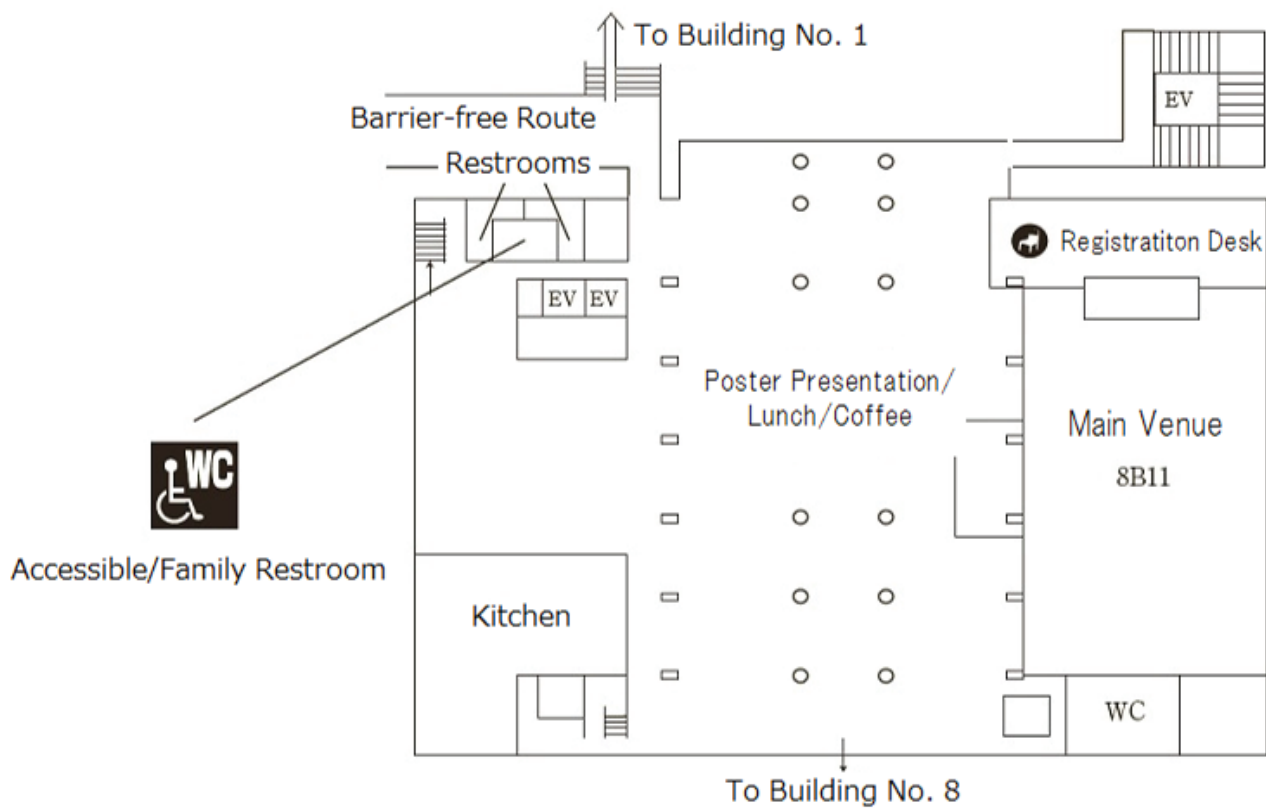 To Building No. 1
EV
Barrier-free Route
Restrooms
Registratiton Desk
EV EV
Poster Presentation/
Lunch/Coffee
Main Venue
8B11
WC
Accessible/Family Restroom
Kitchen
WC
To Building No. 8